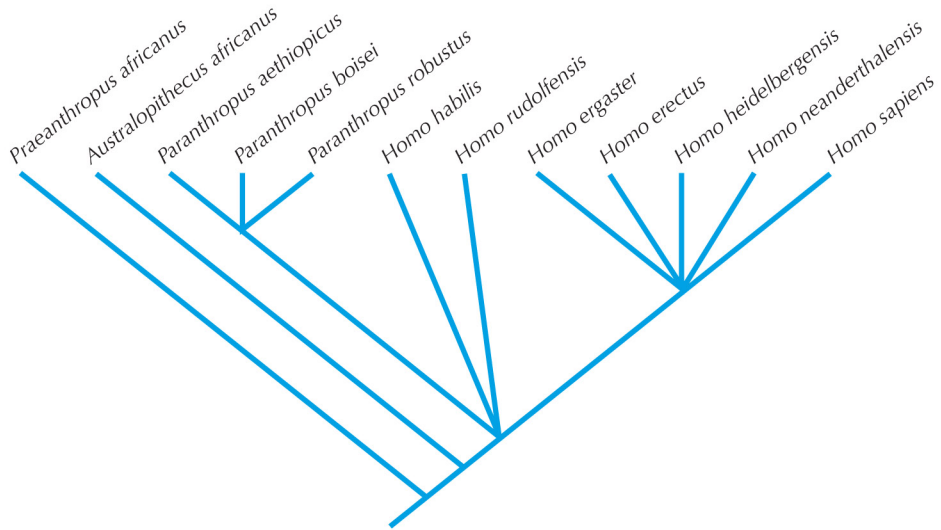 Praeanthropus africanus
Australopithecus africanus
Paranthropus aethiopicus
Paranthropus boisei
Paranthropus robustus
Homo habilis
Homo rudolfensis
Homo ergaster
Homo erectus
Homo heidelbergensis
Homo neanderthalensis
Homo sapiens